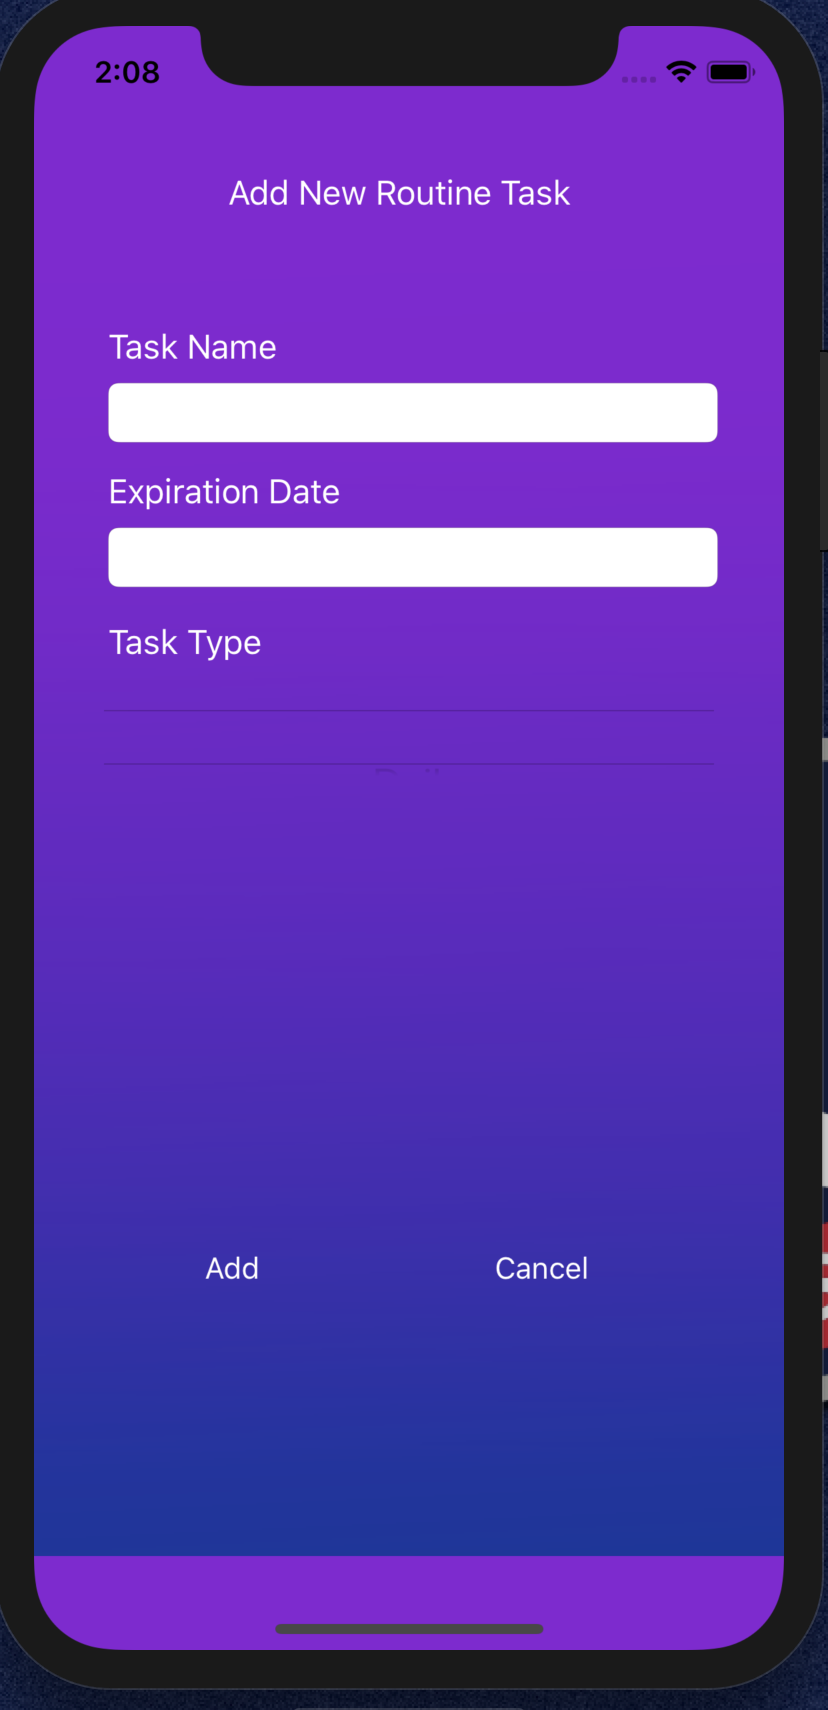 2:08
Add New Routine Task
Task Name
Expiration Date
Task Type
Add
Cancel